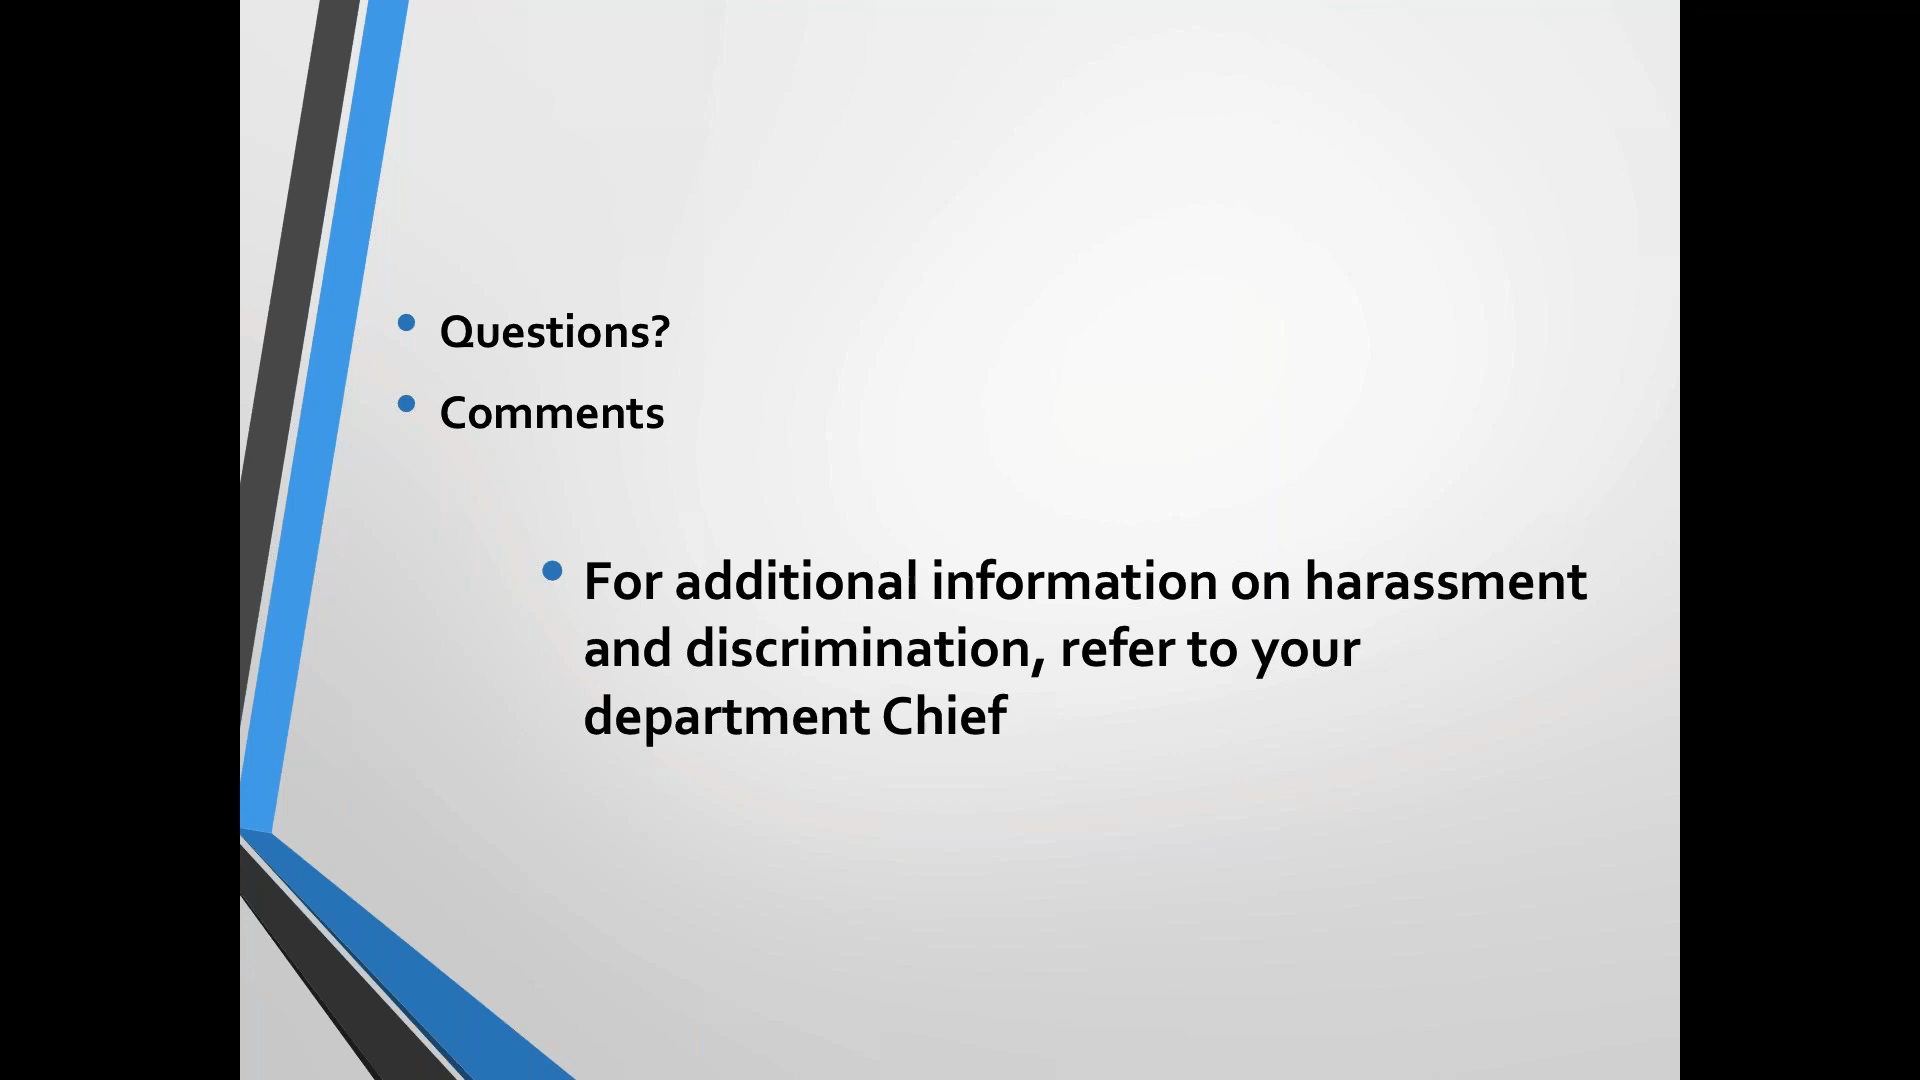 Questions?
Comments
For additional information on harassment
and discrimination, refer to your
department Chief